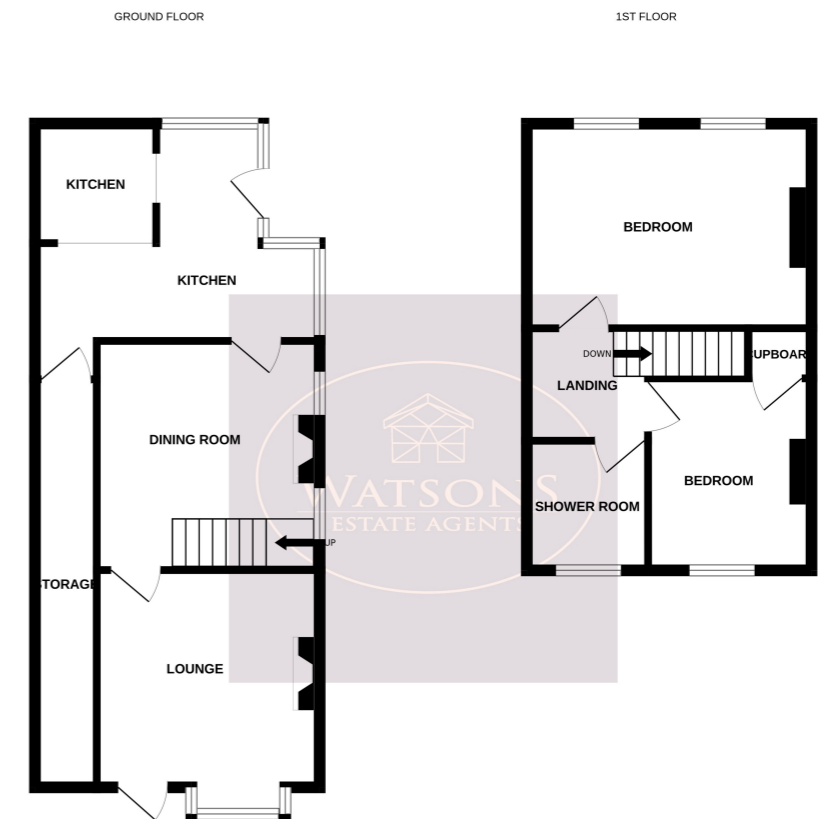 GROUND FLOOR
1ST FLOOR
KITCHEN
KITCHEN
DINING ROOM
UP
STORAGE
LOUNGE
BEDROOM
DOWN
LANDING
CUPBOARD
BEDROOM
SHOWER ROOM
WATSONS
ESTATE AGENTS